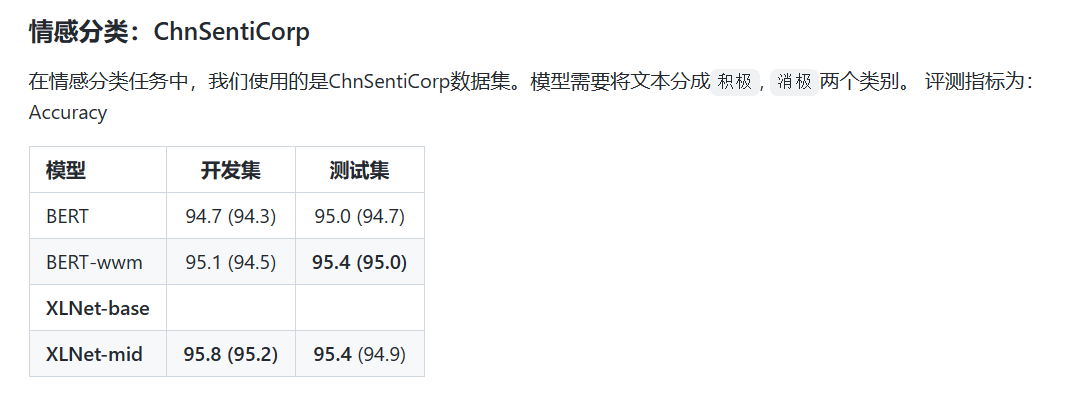 情感分类：ChnSentiCorp
在情感分类任务中，我们使用的是ChnSentiCorp数据集。模型需要将文本分成 积极 , 消极 两个类别。 评测指标为：
Accuracy
模型 开发集 测试集
BERT 94.7 (94.3) 95.0 (94.7)
BERT-wwm 95.1 (94.5) 95.4 (95.0)
XLNet-base
XLNet-mid 95.8 (95.2) 95.4 (94.9)